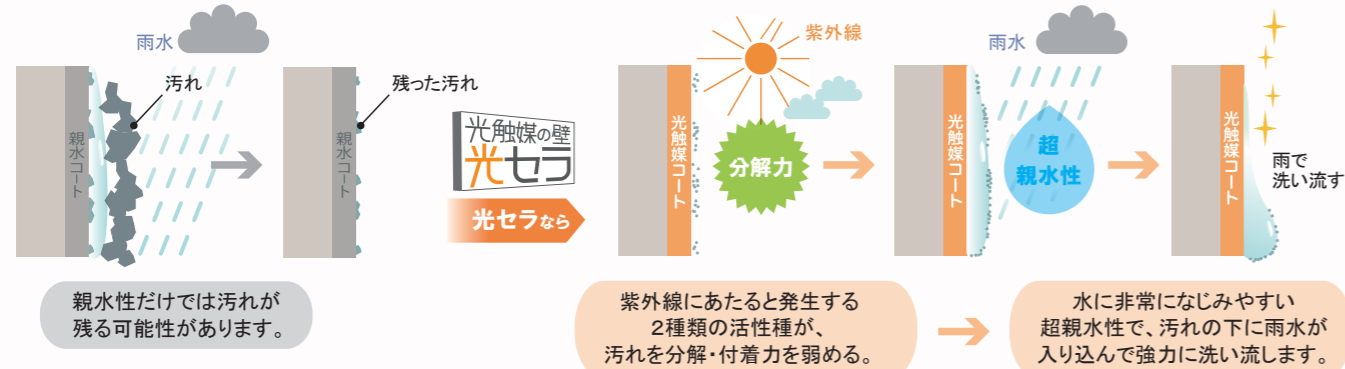 雨水
汚れ
親水コート
残った汚れ
親水コート
親水性だけでは汚れが
残る可能性があります。
光触媒の壁
光セラ
光セラなら
紫外線
光触媒コート
分解力
紫外線にあたると発生する
2種類の活性種が、
汚れを分解・付着力を弱める。
雨水
光触媒コート
超
親水性
光触媒コート
雨で
洗い流す
水に非常になじみやすい
超親水性で、汚れの下に雨水が
入り込んで強力に洗い流します。